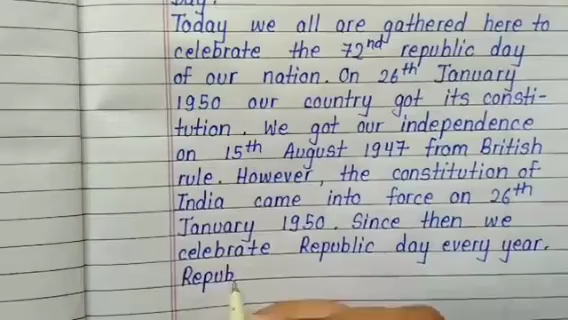 Day.
Today we all are gathered here to
celebrate the 72nd republic day
of our nation. On 26th January
1950 our country got its consti-
tution. We got our independence
on 15th August 1947 from British
rule. However, the constitution of
India came into force on 26th
January 1950. Since then we
celebrate Republic day every year.
Repub